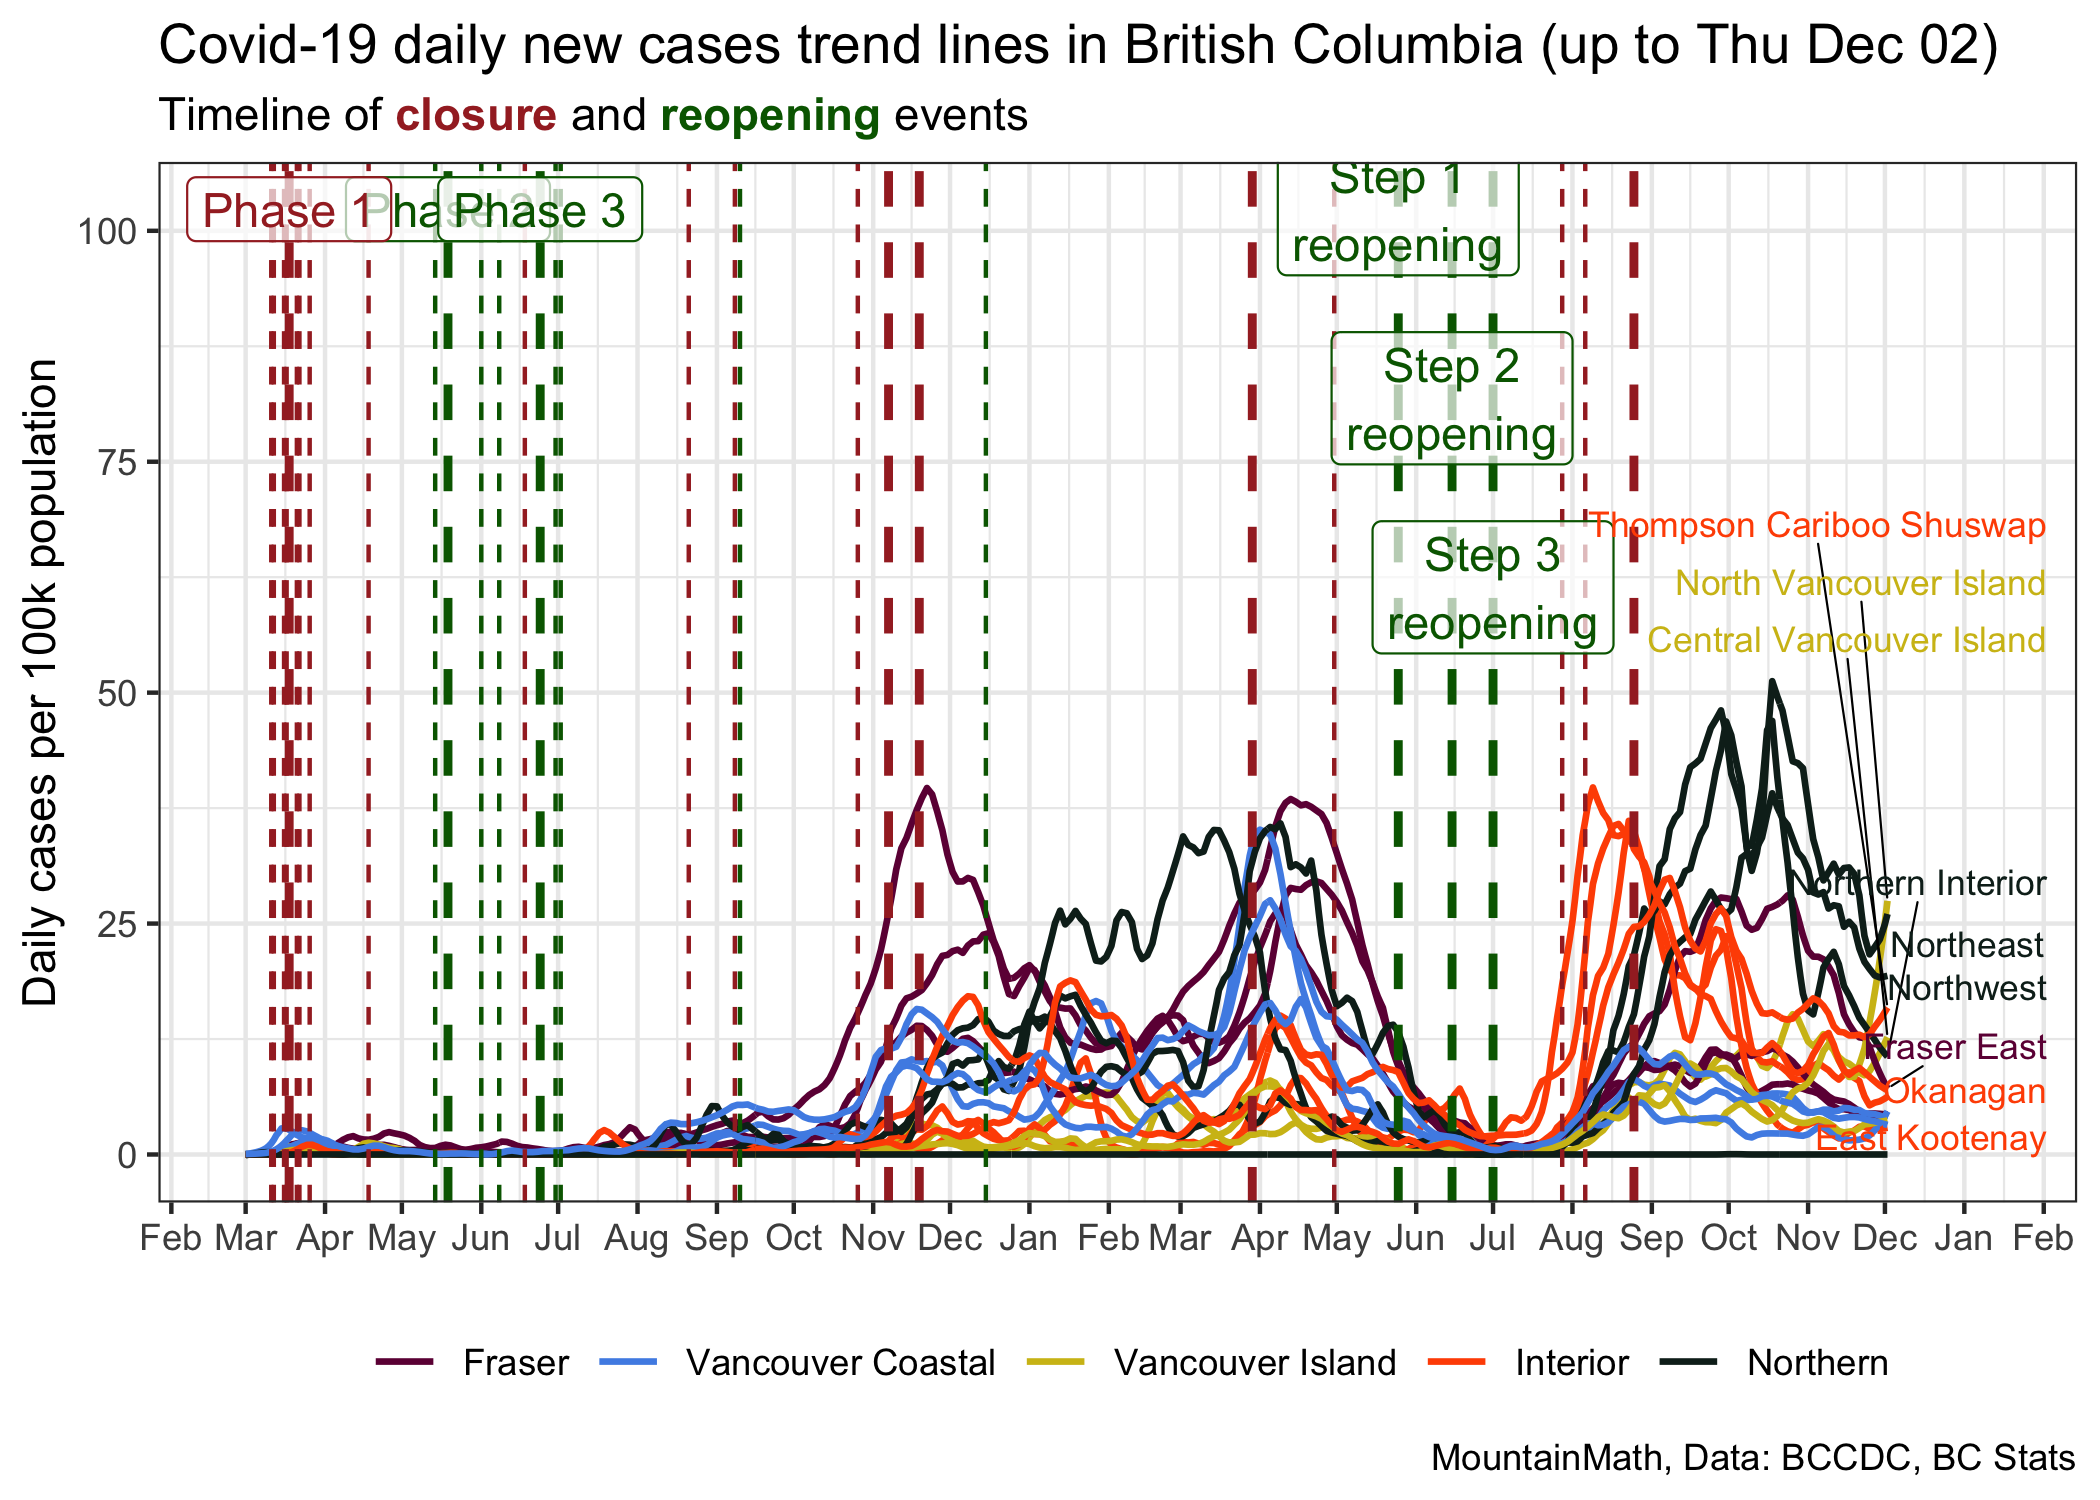 Covid-19 daily new cases trend lines in British Columbia (up to Thu Dec 02)
Timeline of closure and reopening events
Phase 1
Phase 2
Phase 3
Step 1
reopening
Step 2
reopening
Step 3
reopening
Thompson Cariboo Shuswap
North Vancouver Island
Central Vancouver Island
Northern Interior
Northeast
Northwest
Fraser East
Okanagan
East Kootenay
Daily cases per 100k population
100
75
50
25
0
Feb Mar Apr May Jun Jul Aug Sep Oct Nov Dec Jan Feb Mar Apr May Jun Jul Aug Sep Oct Nov Dec Jan Feb
Fraser Vancouver Coastal Vancouver Island Interior Northern
MountainMath, Data: BCCDC, BC Stats